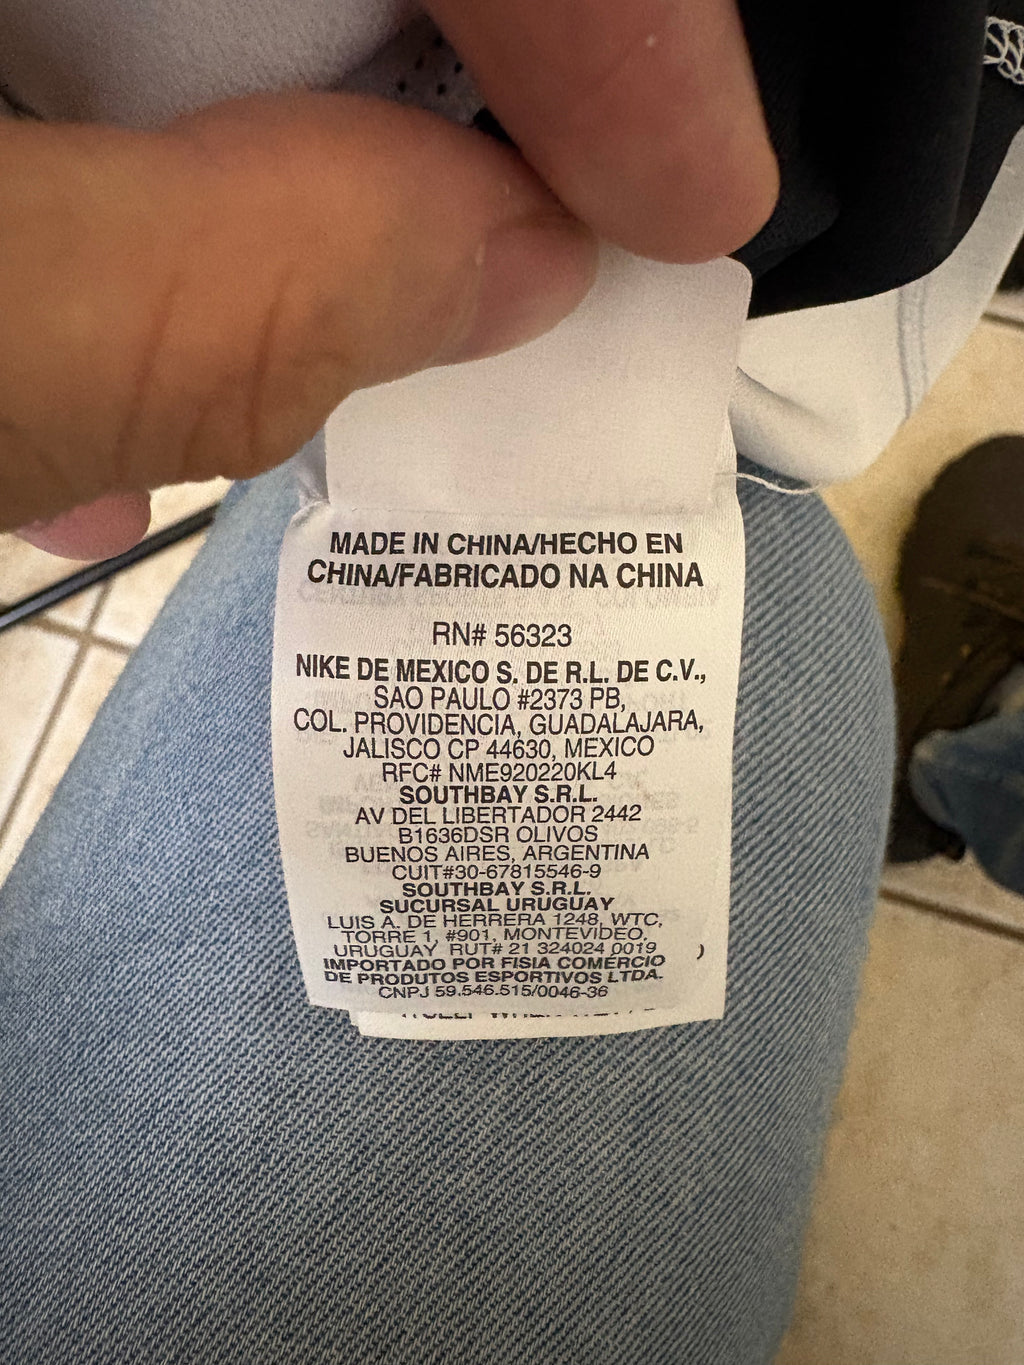 MADE IN CHINA/HECHO EN
CHINA/FABRICADO NA CHINA
RN# 56323
NIKE DE MEXICO S. DE R.L. DE C.V.,
SAO PAULO #2373 PB,
COL. PROVIDENCIA, GUADALAJARA,
JALISCO CP 44630, MEXICO
RFC# NME920220KL4
SOUTHBAY S.R.L.
AV DEL LIBERTADOR 2442
B1636DSR OLIVOS
BUENOS AIRES, ARGENTINA
CUIT#30-67815546-9
SOUTHBAY S.R.L.
SUCURSAL URUGUAY
LUIS A. DE HERRERA 1248, WTC,
TORRE 1, #901, MONTEVIDEO,
URUGUAY RUT# 21 324024 0019
IMPORTADO POR FISIA COMÉRCIO
DE PRODUTOS ESPORTIVOS LTDA.
CNPJ 59.546.515/0046-36